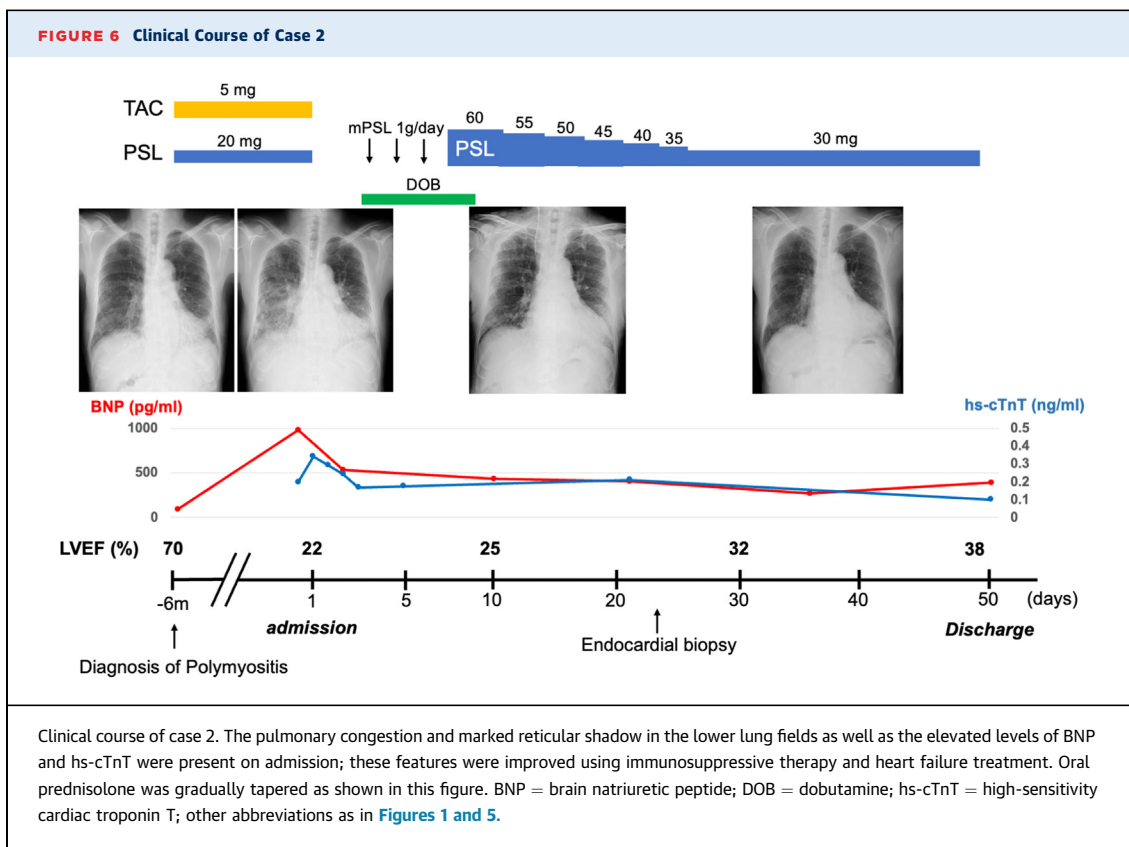 FIGURE 6 Clinical Course of Case 2
TAC
5 mg
PSL
20 mg
mPSL 1g/day
DOB
PSL
60
55
50
45
40
35
30 mg
BNP (pg/ml)
hs-cTnT (ng/ml)
1000
500
0
0.5
0.4
0.3
0.2
0.1
0
LVEF (%) 70 22 25 32 38
-6m 1 5 10 20 30 40 50 (days)
admission
Endocardial biopsy
Discharge
Diagnosis of Polymyositis
Clinical course of case 2. The pulmonary congestion and marked reticular shadow in the lower lung fields as well as the elevated levels of BNP
and hs-cTnT were present on admission; these features were improved using immunosuppressive therapy and heart failure treatment. Oral
prednisolone was gradually tapered as shown in this figure. BNP = brain natriuretic peptide; DOB = dobutamine; hs-cTnT = high-sensitivity
cardiac troponin T; other abbreviations as in Figures 1 and 5.